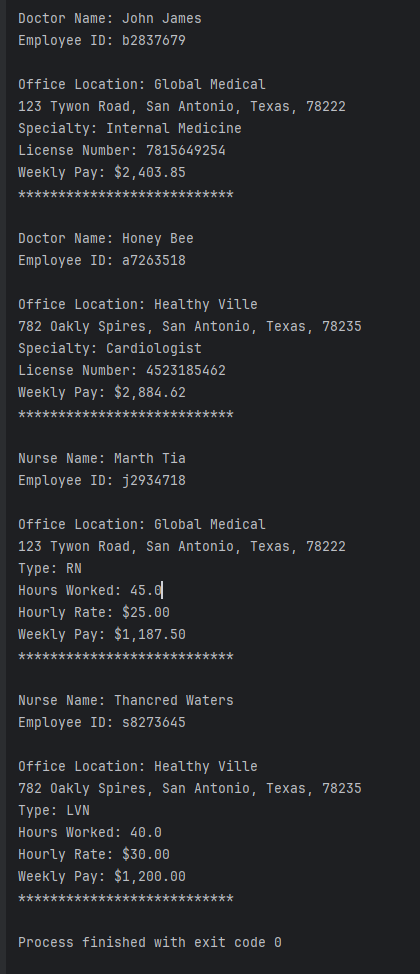 Doctor Name: John James
Employee ID: b2837679
Office Location: Global Medical
123 Tywon Road, San Antonio, Texas, 78222
Specialty: Internal Medicine
License Number: 7815649254
Weekly Pay: $2,403.85
***************************
Doctor Name: Honey Bee
Employee ID: a7263518
Office Location: Healthy Ville
782 Oakly Spires, San Antonio, Texas, 78235
Specialty: Cardiologist
License Number: 4523185462
Weekly Pay: $2,884.62
***************************
Nurse Name: Marth Tia
Employee ID: j2934718
Office Location: Global Medical
123 Tywon Road, San Antonio, Texas, 78222
Type: RN
Hours Worked: 45.0
Hourly Rate: $25.00
Weekly Pay: $1,187.50
***************************
Nurse Name: Thancred Waters
Employee ID: s8273645
Office Location: Healthy Ville
782 Oakly Spires, San Antonio, Texas, 78235
Type: LVN
Hours Worked: 40.0
Hourly Rate: $30.00
Weekly Pay: $1,200.00
***************************
Process finished with exit code 0